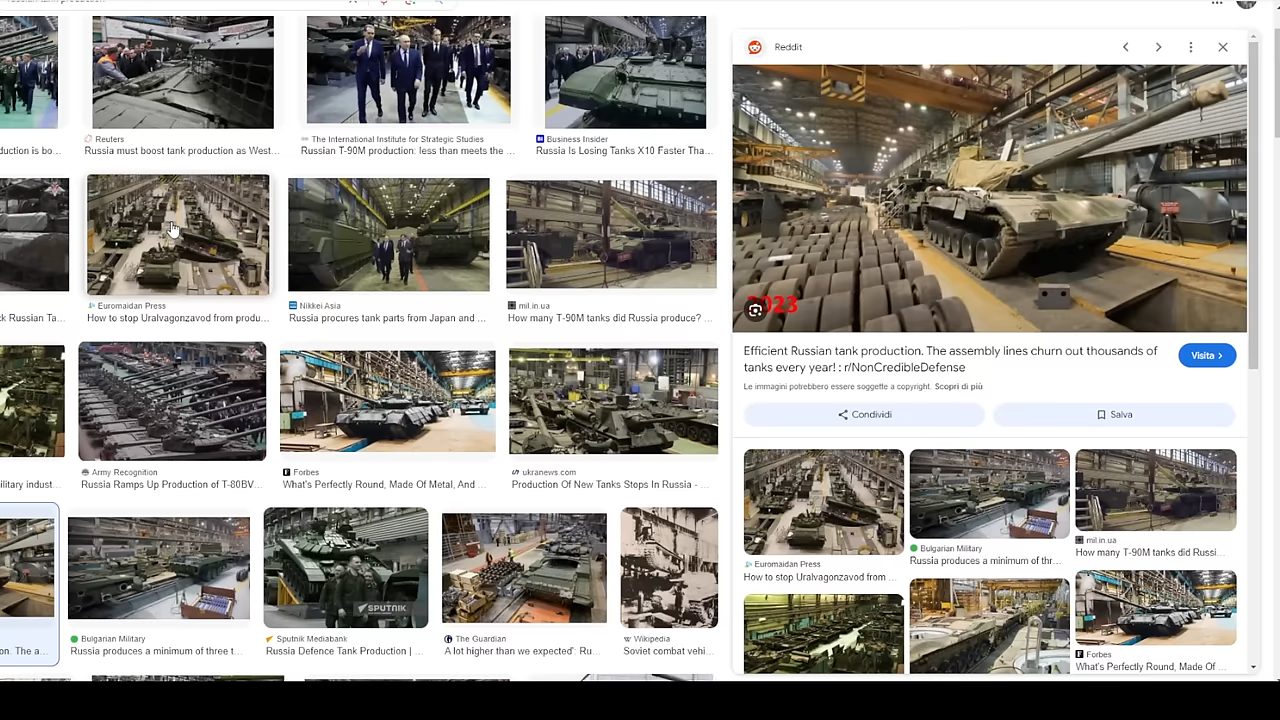 Reuters
Russia must boost tank production as West...
The International Institute for Strategic Studies
Russian T-90M production: less than meets the ...
Business Insider
Russia Is Losing Tanks X10 Faster Tha...
Euromaidan Press
How to stop Uralvagonzavod from produ...
Nikkei Asia
Russia procures tank parts from Japan and ...
mil.in.ua
How many T-90M tanks did Russia produce? ...
Army Recognition
Russia Ramps Up Production of T-80BV...
Forbes
What's Perfectly Round, Made Of Metal, And ...
ukranews.com
Production Of New Tanks Stops In Russia - ...
Bulgarian Military
Russia produces a minimum of three t...
SPUTNIK
Sputnik Mediabank
Russia Defence Tank Production | ...
The Guardian
A lot higher than we expected': Ru...
Wikipedia
Soviet combat vehi...
Reddit
Efficient Russian tank production. The assembly lines churn out thousands of
tanks every year! : r/NonCredibleDefense
Visita
Le immagini potrebbero essere soggette a copyright. Scopri di più
Condividi
Salva
Euromaidan Press
How to stop Uralvagonzavod from ...
Bulgarian Military
Russia produces a minimum of thr...
mil.in.ua
How many T-90M tanks did Russi...
Forbes
What's Perfectly Round, Made Of ...